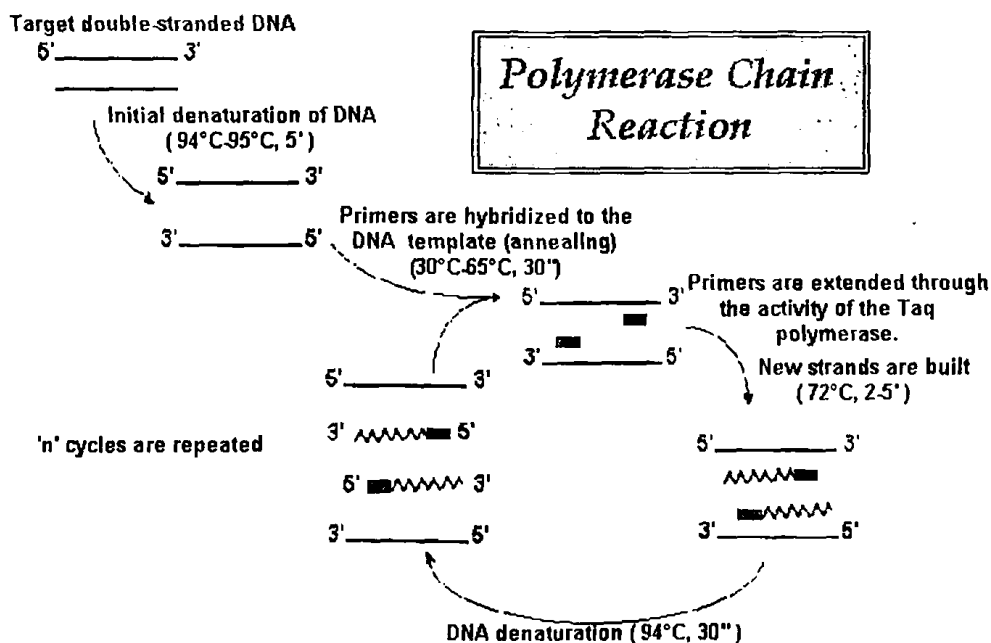 Target double-stranded DNA
5' 3'
Polymerase Chain
Reaction
Initial denaturation of DNA
(94°C-95°C, 5')
5' 3'
3' 5'
Primers are hybridized to the
DNA template (annealing)
(30°C-65°C, 30")
5' 3'
3' 5'
Primers are extended through
the activity of the Taq
polymerase.
New strands are built
(72°C, 2-5')
5' 3'
3' 5'
5' 3'
3' 5'
5' 3'
3' 5'
'n' cycles are repeated
DNA denaturation (94°C, 30")